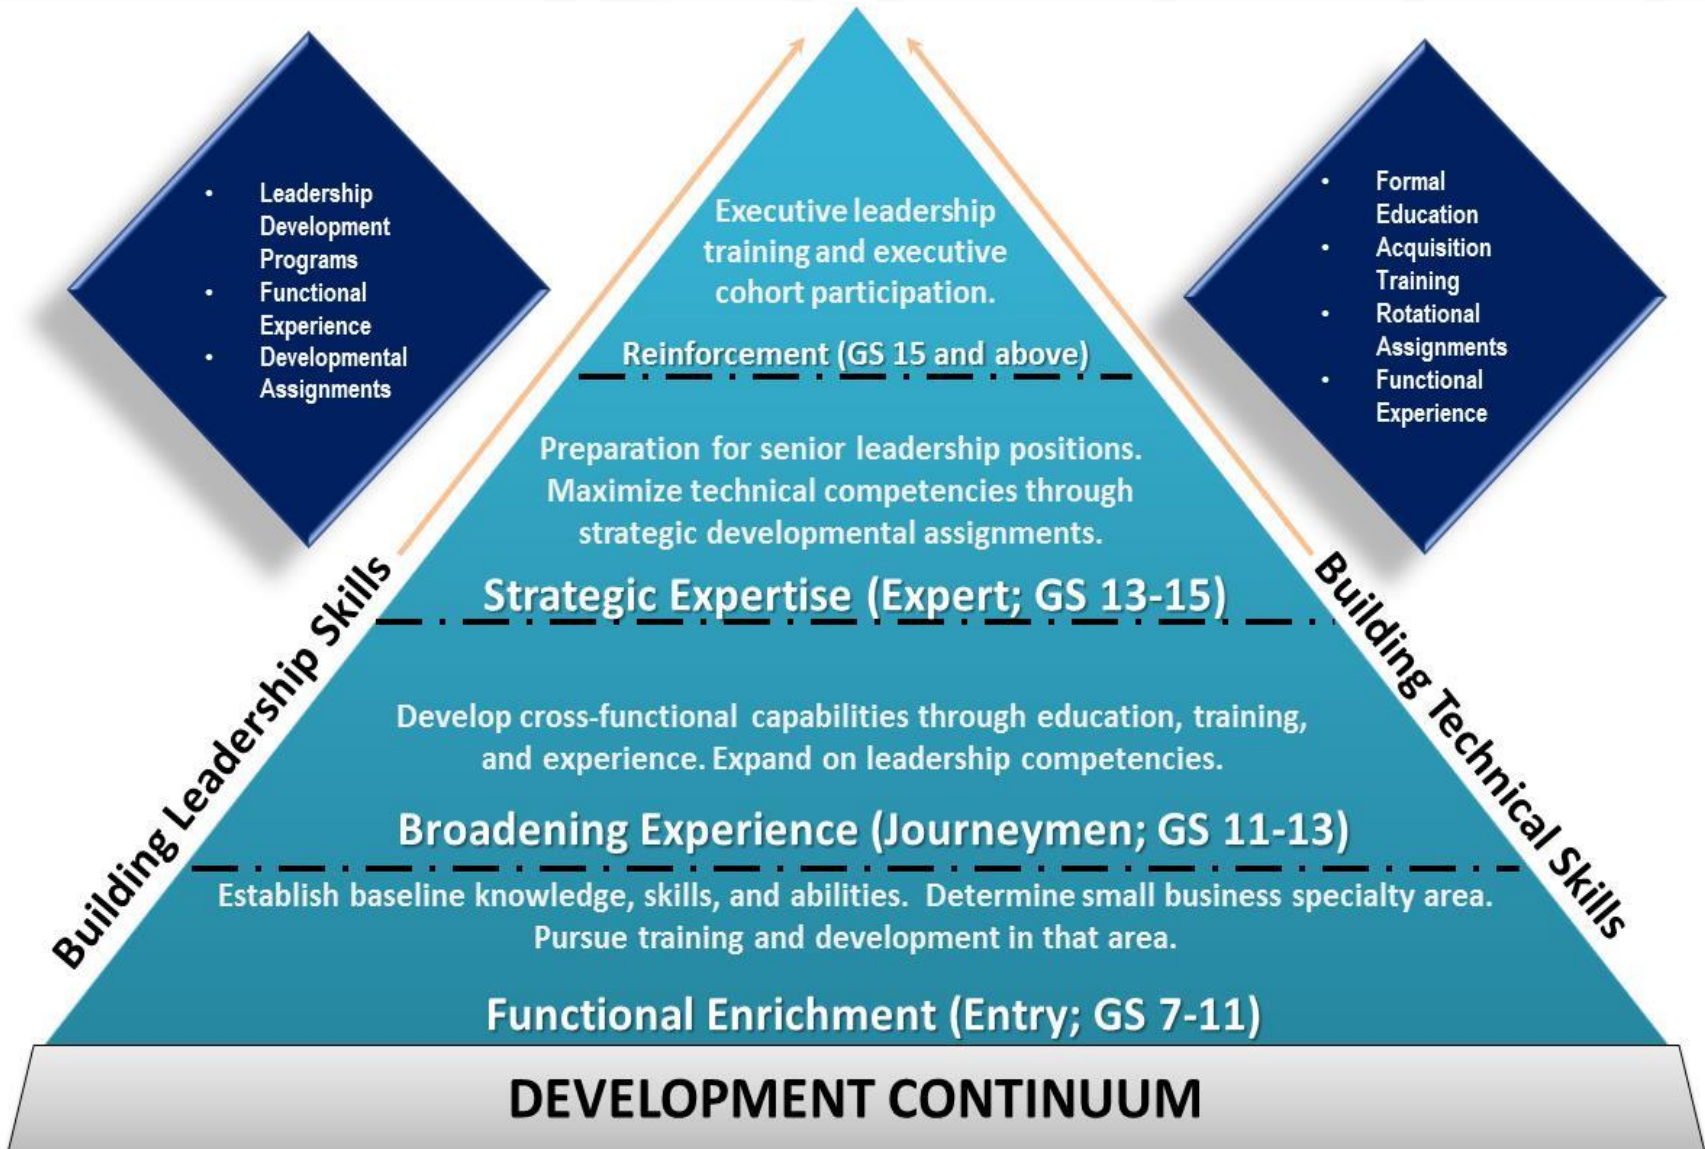 • Leadership
Development
Programs
• Functional
Experience
• Developmental
Assignments
Executive leadership
training and executive
cohort participation.
Reinforcement (GS 15 and above)
• Formal
Education
• Acquisition
Training
• Rotational
Assignments
• Functional
Experience
Preparation for senior leadership positions.
Maximize technical competencies through
strategic developmental assignments.
Strategic Expertise (Expert; GS 13-15)
Building Leadership Skills
Building Technical Skills
Develop cross-functional capabilities through education, training,
and experience. Expand on leadership competencies.
Broadening Experience (Journeymen; GS 11-13)
Establish baseline knowledge, skills, and abilities. Determine small business specialty area.
Pursue training and development in that area.
Functional Enrichment (Entry; GS 7-11)
DEVELOPMENT CONTINUUM